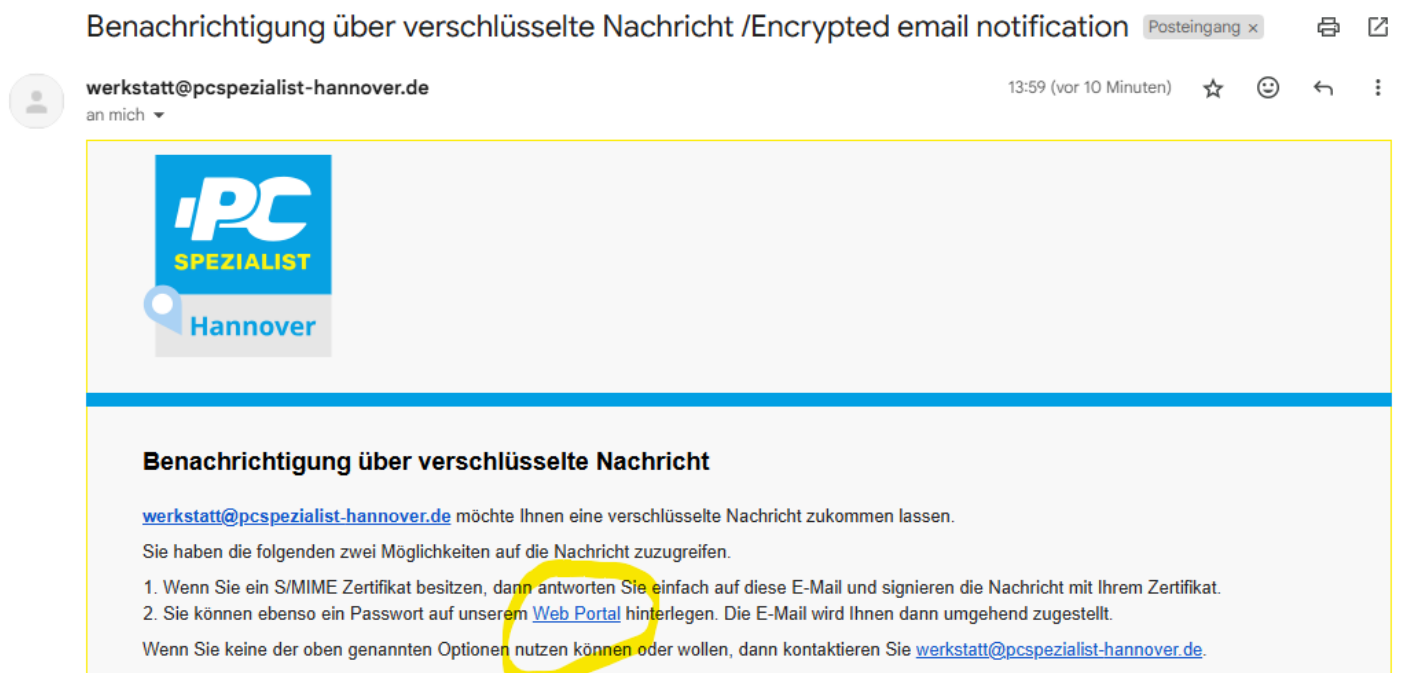 Benachrichtigung über verschlüsselte Nachricht /Encrypted email notification Posteingang ×
werkstatt@pcspezialist-hannover.de 13:59 (vor 10 Minuten)
an mich
PC
SPEZIALIST
Hannover
Benachrichtigung über verschlüsselte Nachricht
werkstatt@pcspezialist-hannover.de möchte Ihnen eine verschlüsselte Nachricht zukommen lassen.
Sie haben die folgenden zwei Möglichkeiten auf die Nachricht zuzugreifen.
1. Wenn Sie ein S/MIME Zertifikat besitzen, dann antworten Sie einfach auf diese E-Mail und signieren die Nachricht mit Ihrem Zertifikat.
2. Sie können ebenso ein Passwort auf unserem Web Portal hinterlegen. Die E-Mail wird Ihnen dann umgehend zugestellt.
Wenn Sie keine der oben genannten Optionen nutzen können oder wollen, dann kontaktieren Sie werkstatt@pcspezialist-hannover.de.